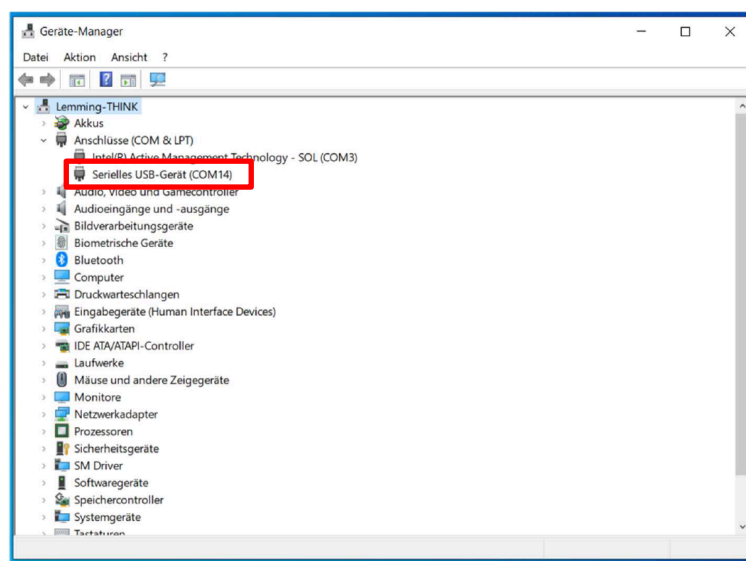 Geräte-Manager
Datei Aktion Ansicht ?
Lemming-THINK
Akkus
Anschlüsse (COM & LPT)
Intel(R) Active Management Technology - SOL (COM3)
Serielles USB-Gerät (COM14)
Audio, Video und Gamecontroller
Audioeingänge und -ausgänge
Bildverarbeitungsgeräte
Biometrische Geräte
Bluetooth
Computer
Druckwarteschlangen
Eingabegeräte (Human Interface Devices)
Grafikkarten
IDE ATA/ATAPI-Controller
Laufwerke
Mäuse und andere Zeigegeräte
Monitore
Netzwerkadapter
Prozessoren
Sicherheitsgeräte
SM Driver
Softwaregeräte
Speichercontroller
Systemgeräte
Tastaturen